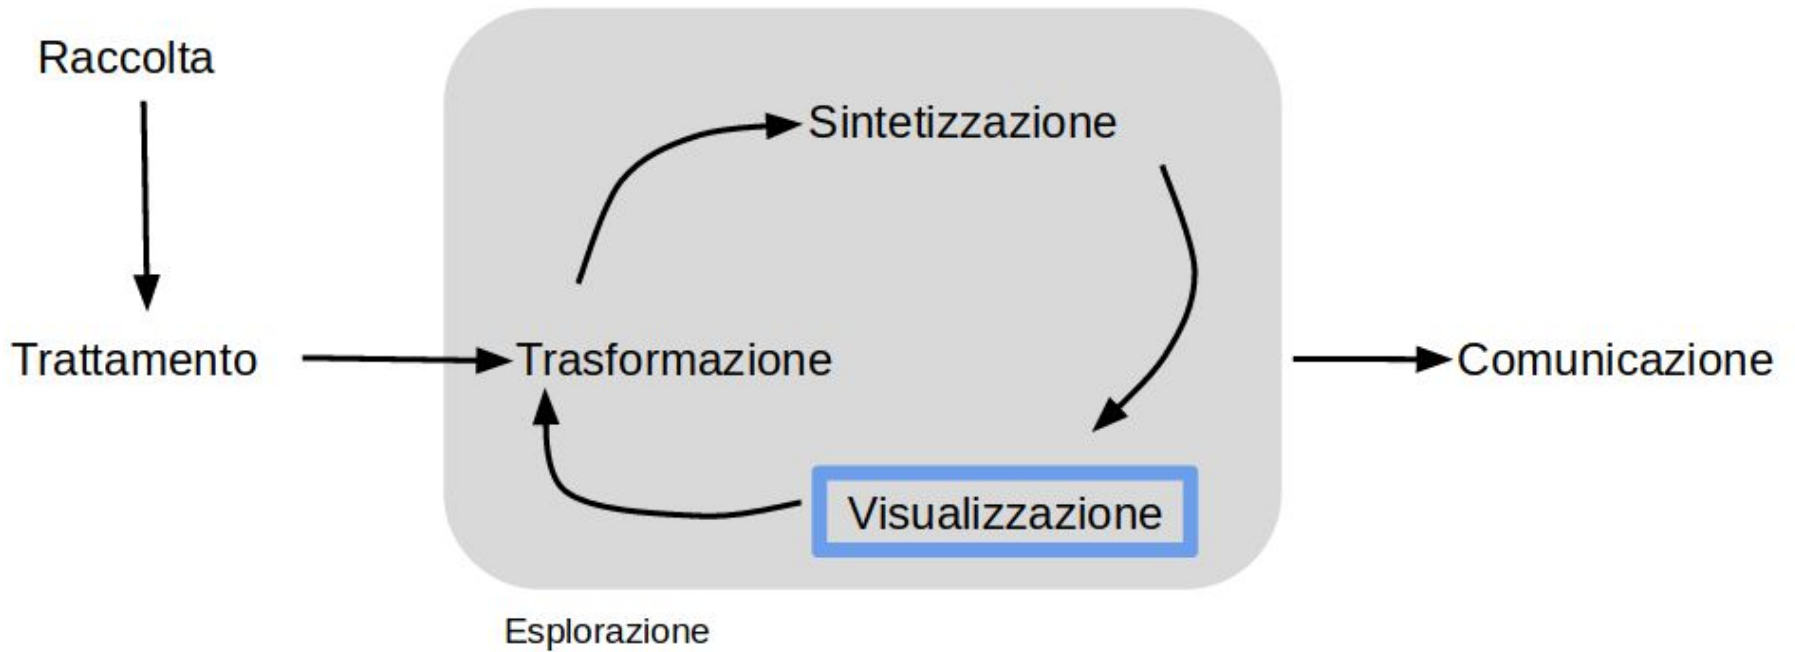 Raccolta
Sintetizzazione
Trattamento
Trasformazione
Comunicazione
Visualizzazione
Esplorazione